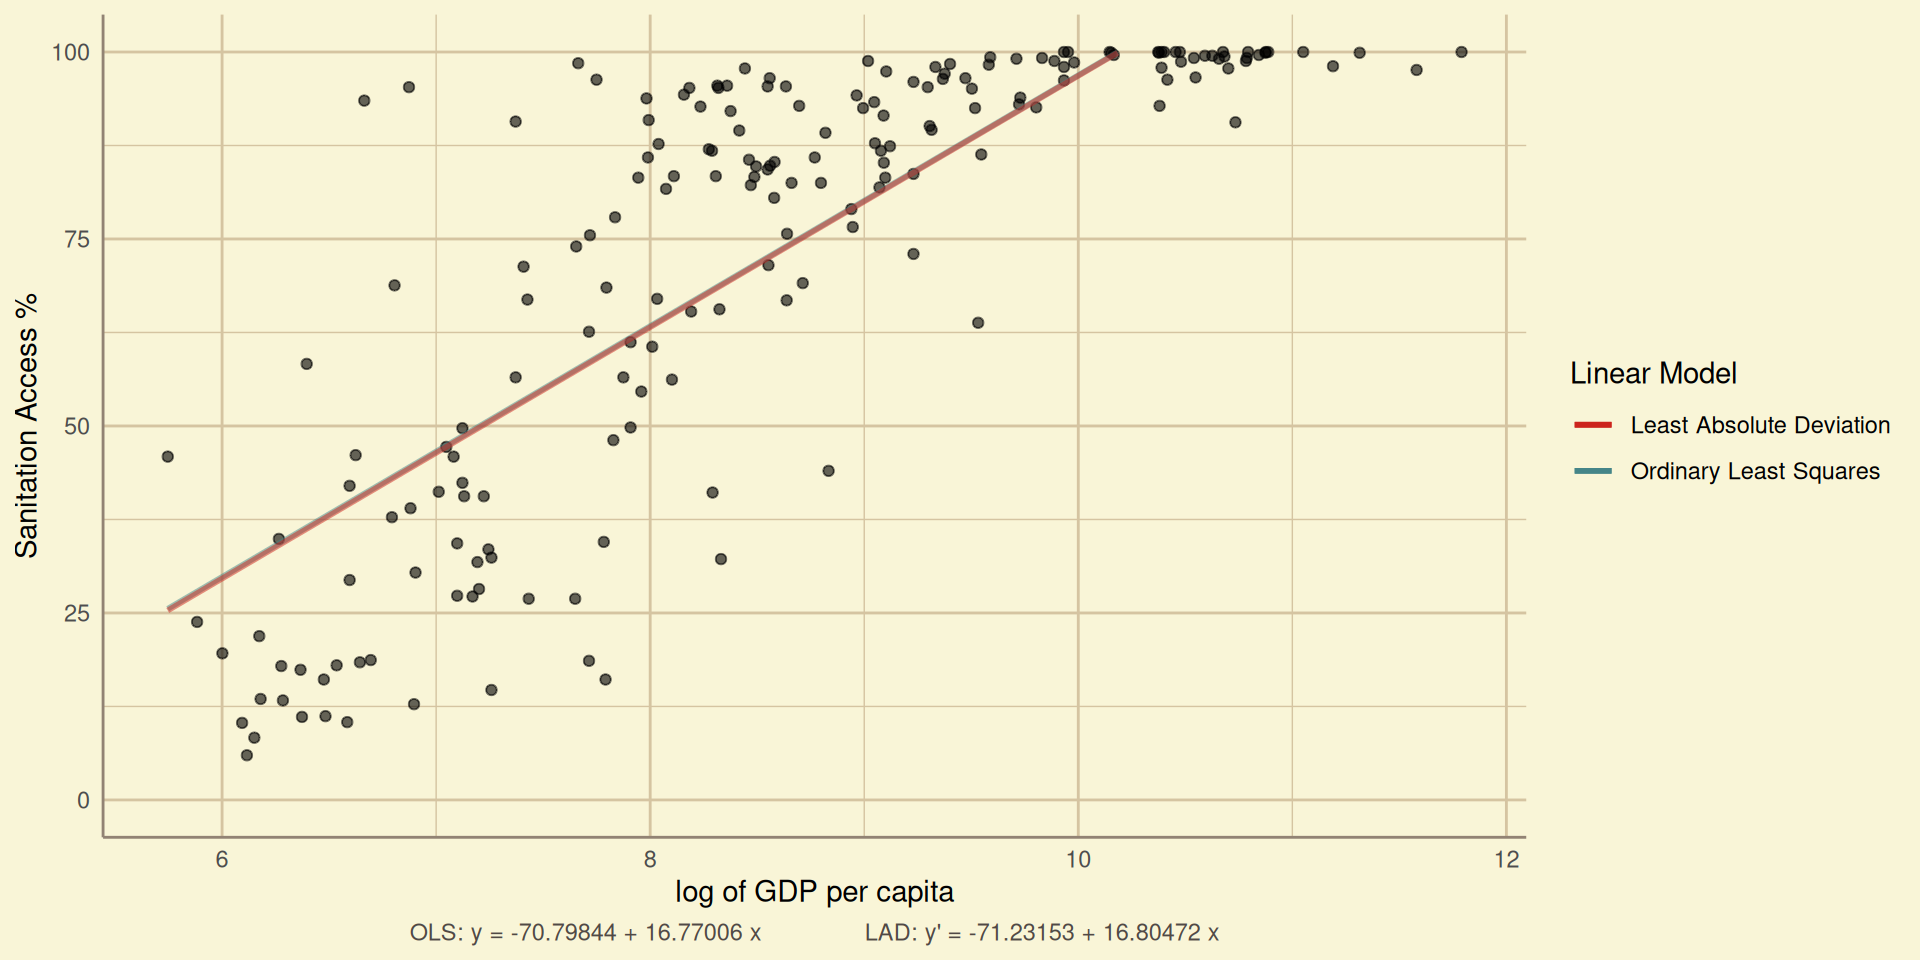 100
75
50
25
0
Sanitation Access %
6 8 10 12
log of GDP per capita
OLS: y = -70.79844 + 16.77006 x LAD: y' = -71.23153 + 16.80472 x
Linear Model
Least Absolute Deviation
Ordinary Least Squares